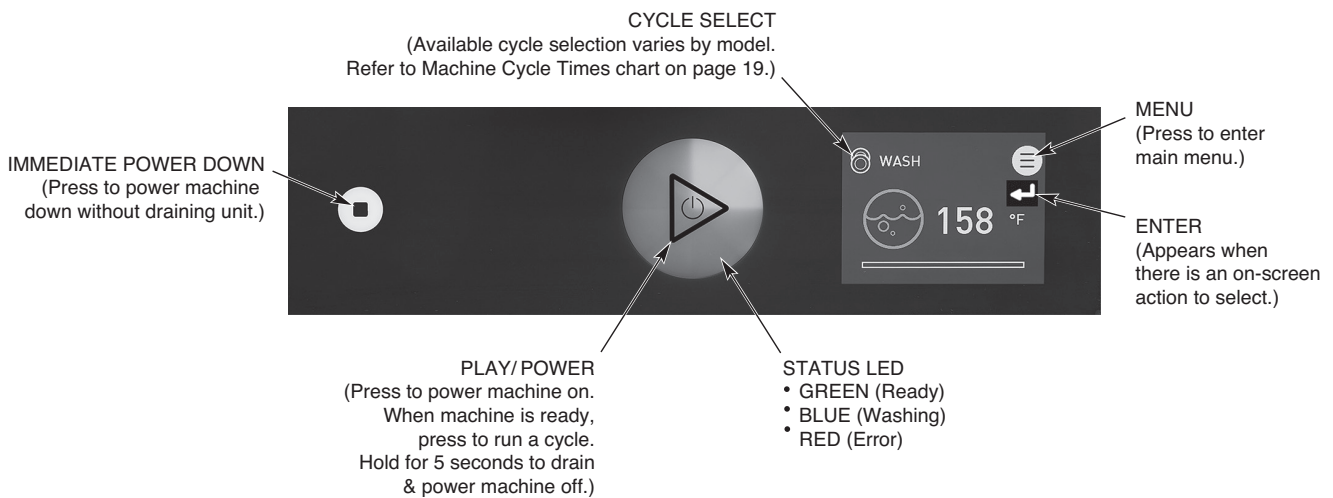 CYCLE SELECT
(Available cycle selection varies by model.
Refer to Machine Cycle Times chart on page 19.)
MENU
(Press to enter
main menu.)
IMMEDIATE POWER DOWN
(Press to power machine
down without draining unit.)
WASH
158 °F
ENTER
(Appears when
there is an on-screen
action to select.)
PLAY/ POWER
(Press to power machine on.
When machine is ready,
press to run a cycle.
Hold for 5 seconds to drain
& power machine off.)
STATUS LED
• GREEN (Ready)
• BLUE (Washing)
• RED (Error)